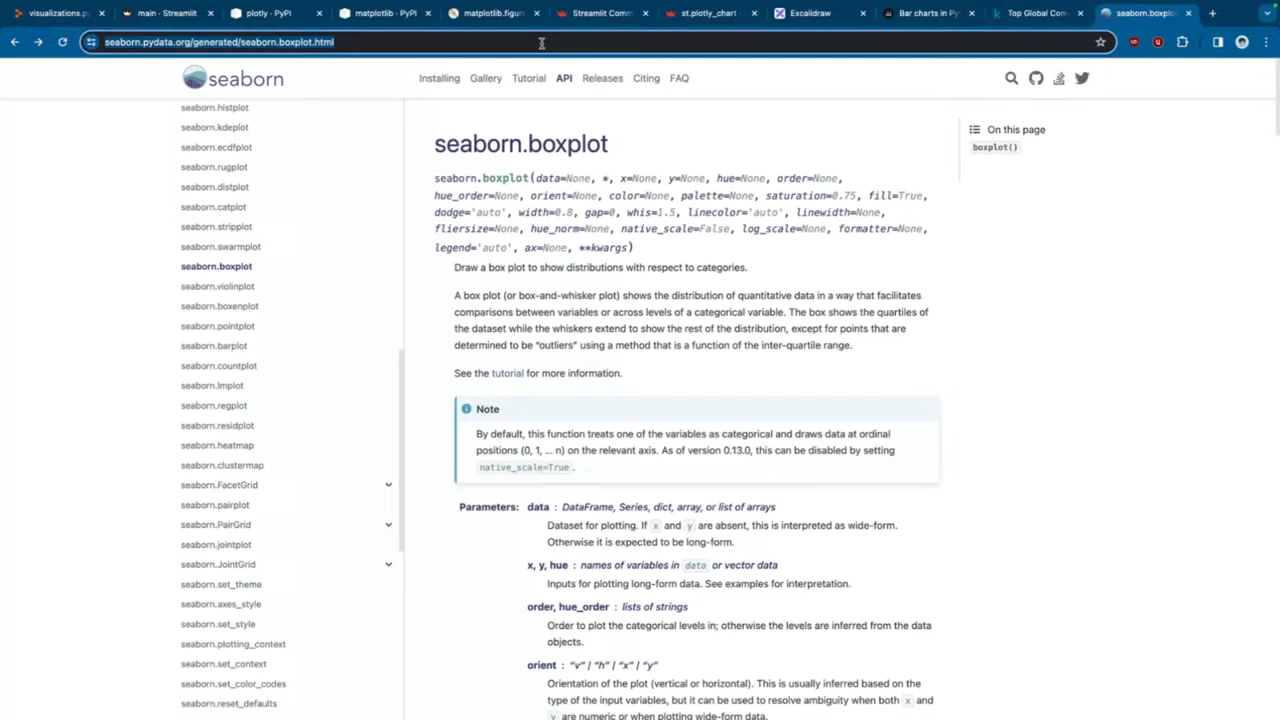 visualizations.py
main · Streamlit
plotly · PyPI
matplotlib · PyPI
matplotlib.figure
Streamlit Comm
st.plotly_chart
Excalidraw
Bar charts in Pyth
Top Global Com
seaborn.boxplot
seaborn.pydata.org/generated/seaborn.boxplot.html
seaborn
Installing Gallery Tutorial API Releases Citing FAQ
seaborn.histplot
seaborn.kdeplot
seaborn.ecdfplot
seaborn.rugplot
seaborn.distplot
seaborn.catplot
seaborn.stripplot
seaborn.swarmplot
seaborn.boxplot
seaborn.violinplot
seaborn.boxenplot
seaborn.pointplot
seaborn.barplot
seaborn.countplot
seaborn.lmplot
seaborn.regplot
seaborn.residplot
seaborn.heatmap
seaborn.clustermap
seaborn.FacetGrid
seaborn.pairplot
seaborn.PairGrid
seaborn.jointplot
seaborn.JointGrid
seaborn.set_theme
seaborn.axes_style
seaborn.set_style
seaborn.plotting_context
seaborn.set_context
seaborn.set_color_codes
seaborn.reset_defaults
seaborn.boxplot
seaborn.boxplot(data=None, *, x=None, y=None, hue=None, order=None,
hue_order=None, orient=None, color=None, palette=None, saturation=0.75, fill=True,
dodge='auto', width=0.8, gap=0, whis=1.5, linecolor='auto', linewidth=None,
fliersize=None, hue_norm=None, native_scale=False, log_scale=None, formatter=None,
legend='auto', ax=None, **kwargs)
Draw a box plot to show distributions with respect to categories.
A box plot (or box-and-whisker plot) shows the distribution of quantitative data in a way that facilitates
comparisons between variables or across levels of a categorical variable. The box shows the quartiles of
the dataset while the whiskers extend to show the rest of the distribution, except for points that are
determined to be “outliers” using a method that is a function of the inter-quartile range.
See the tutorial for more information.
Note
By default, this function treats one of the variables as categorical and draws data at ordinal
positions (0, 1, … n) on the relevant axis. As of version 0.13.0, this can be disabled by setting
native_scale=True.
Parameters: data : DataFrame, Series, dict, array, or list of arrays
Dataset for plotting. If x and y are absent, this is interpreted as wide-form.
Otherwise it is expected to be long-form.
x, y, hue : names of variables in data or vector data
Inputs for plotting long-form data. See examples for interpretation.
order, hue_order : lists of strings
Order to plot the categorical levels in; otherwise the levels are inferred from the data
objects.
orient : “v” | “h” | “x” | “y”
Orientation of the plot (vertical or horizontal). This is usually inferred based on the
type of the input variables, but it can be used to resolve ambiguity when both x and
y are numeric or when plotting wide-form data.
On this page
boxplot()